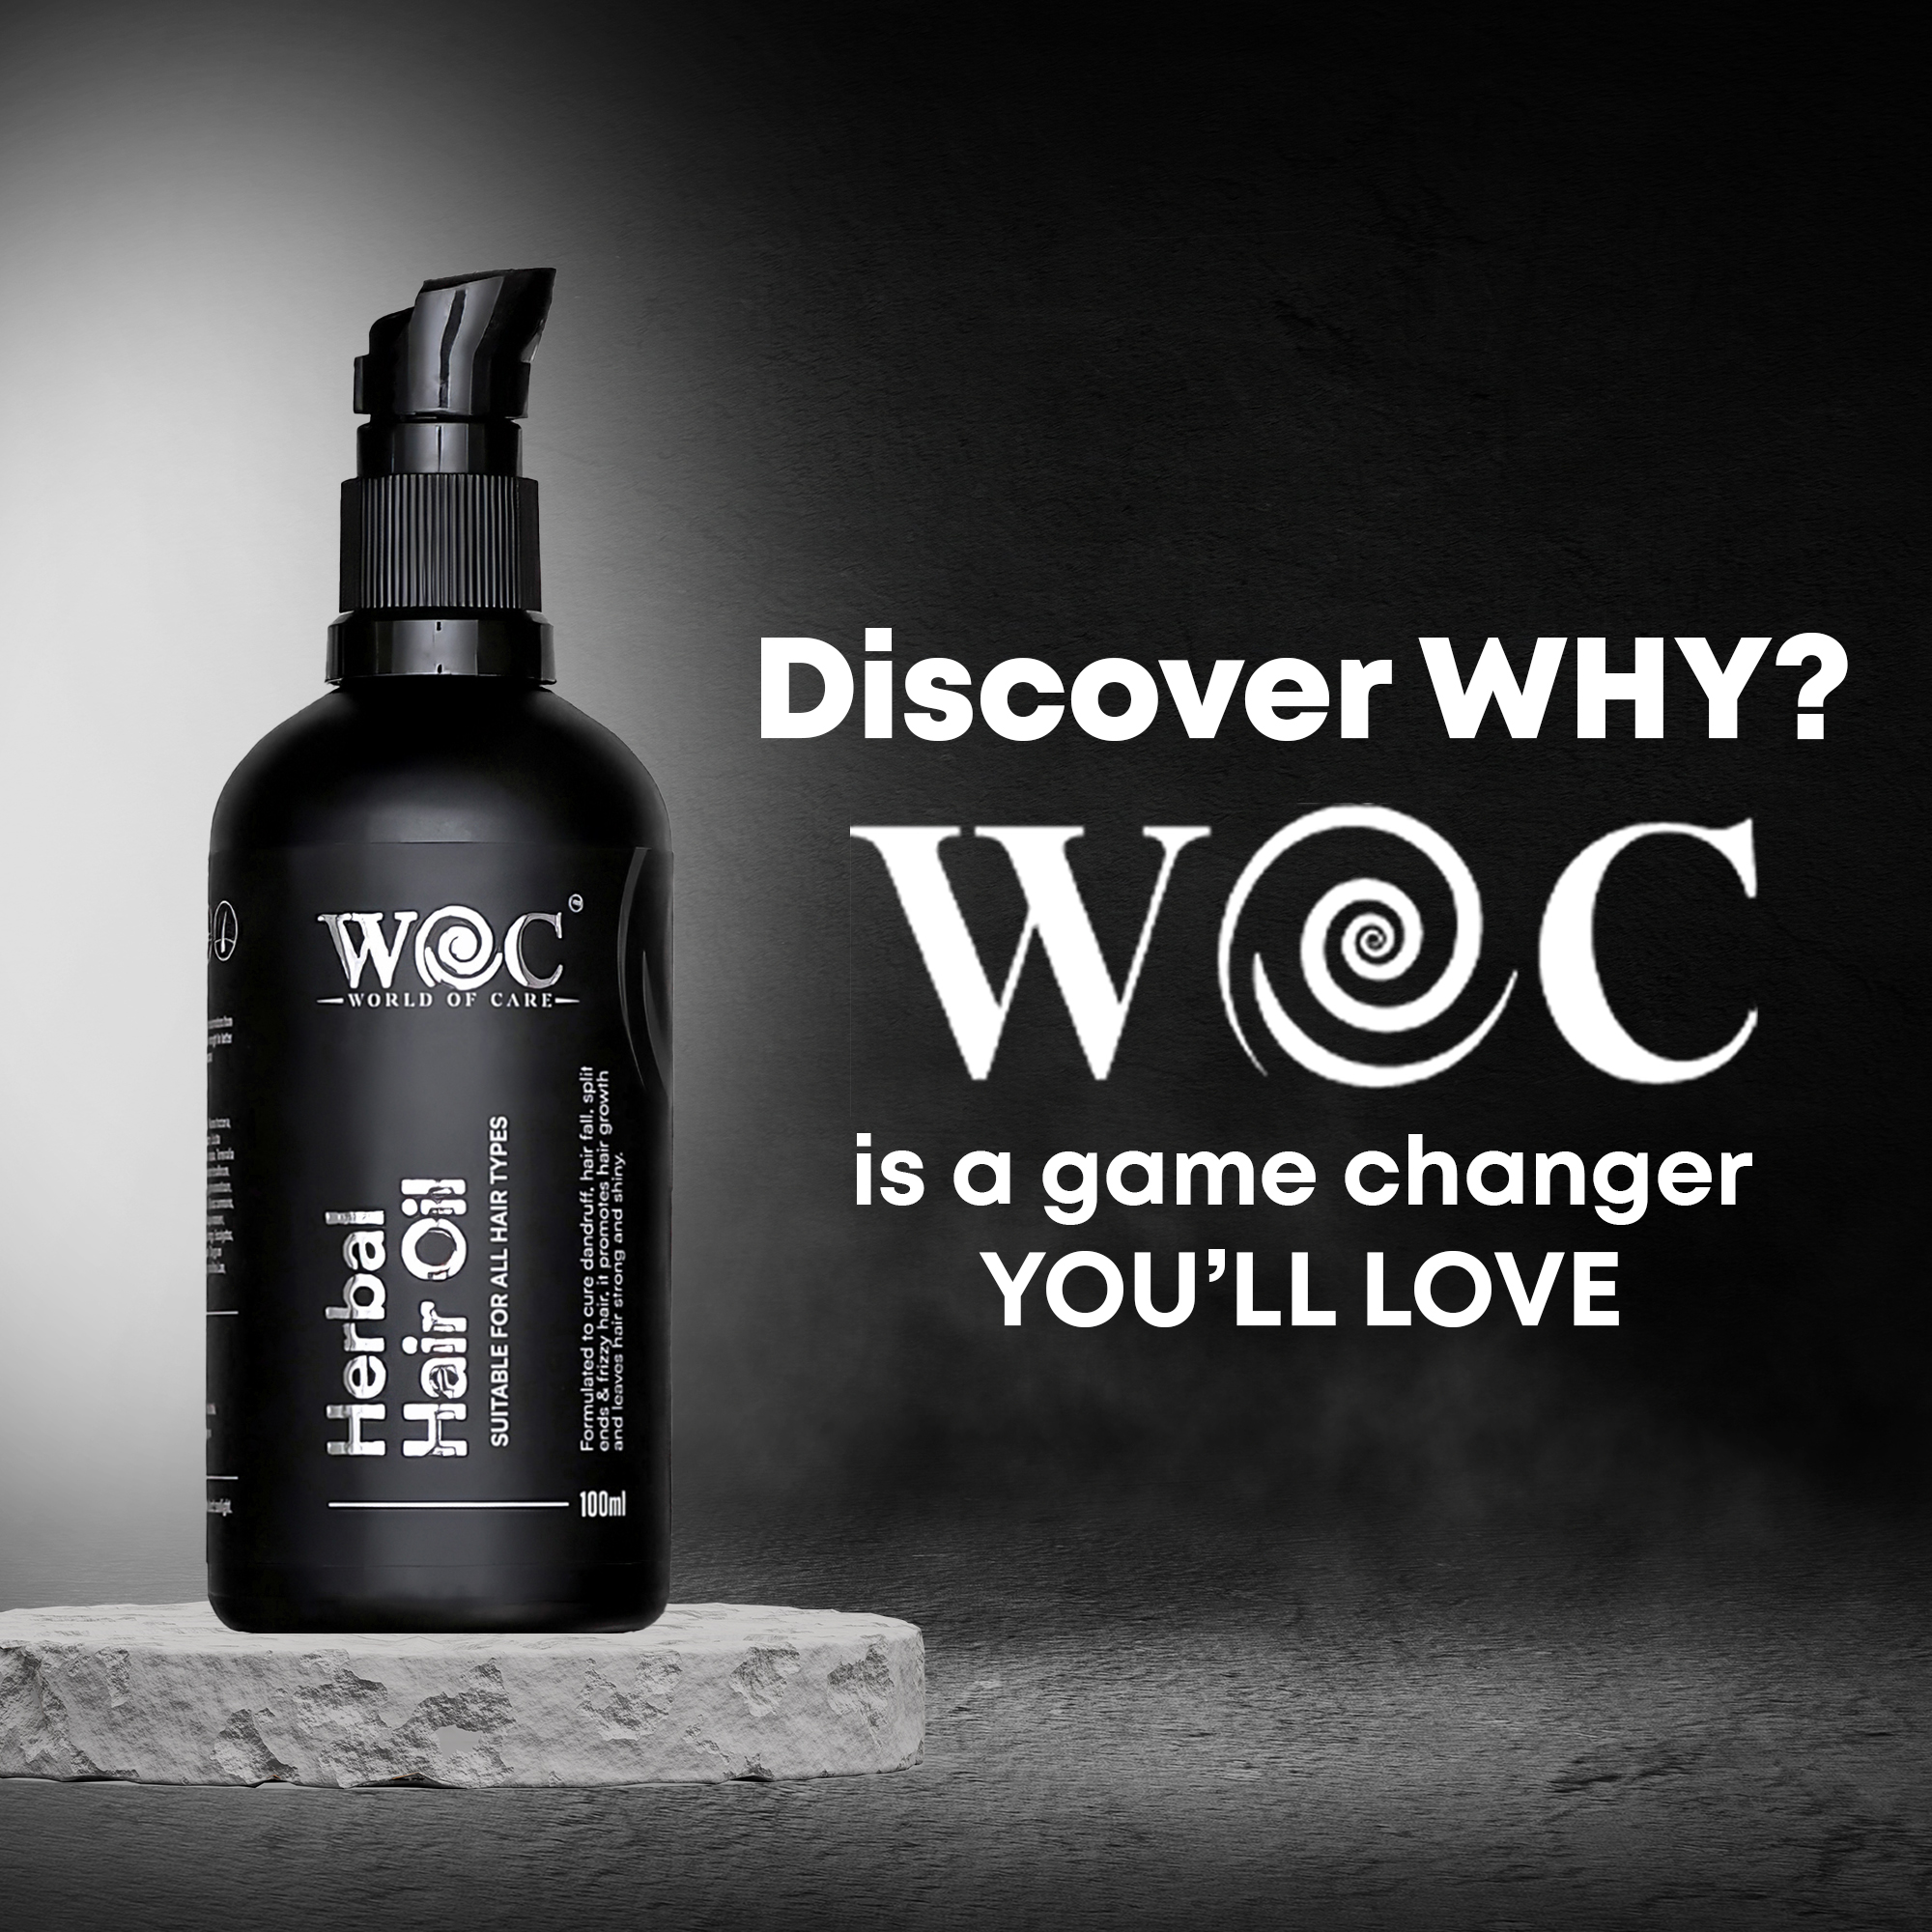 Discover WHY?
WOC
is a game changer
YOU’LL LOVE
WOC®
WORLD OF CARE
Herbal
Hair Oil
SUITABLE FOR ALL HAIR TYPES
Formulated to cure dandruff, hair fall, split
ends & frizzy hair, it promotes hair growth
and leaves hair strong and shiny.
100ml